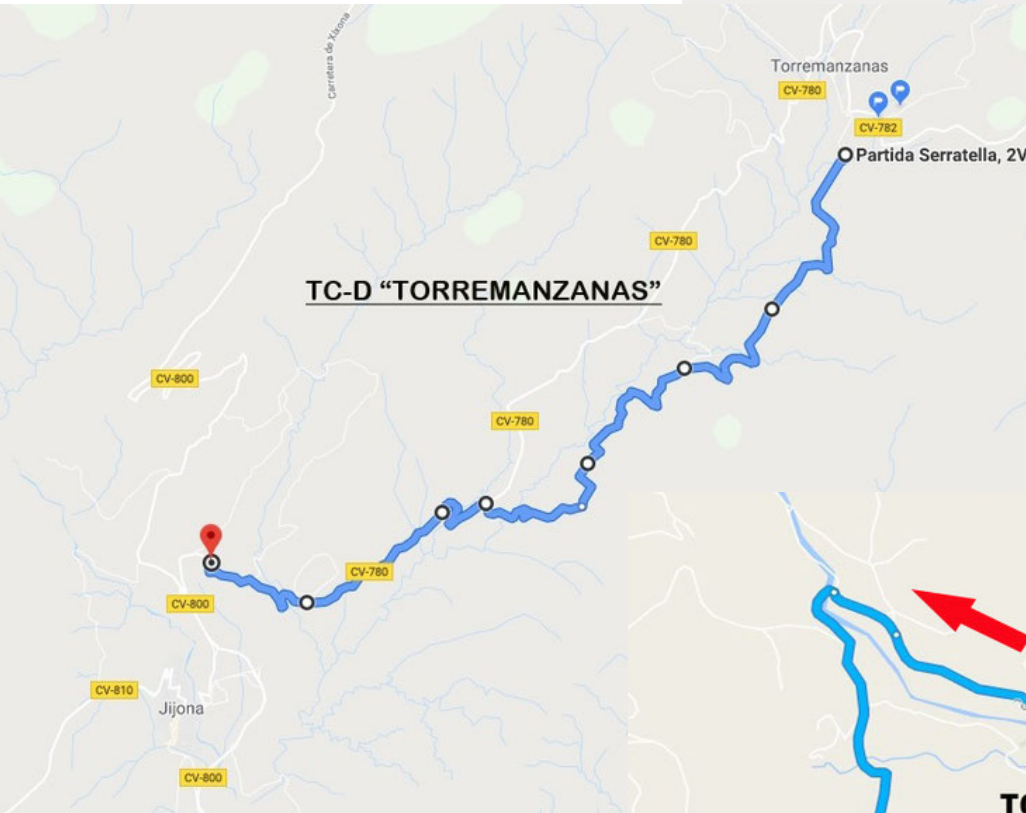 Carretera de Xixona
Torremanzanas
CV-780
CV-782
Partida Serratella, 2V
CV-780
TC-D “TORREMANZANAS”
CV-800
CV-780
CV-780
CV-800
CV-810
Jijona
CV-800
TC